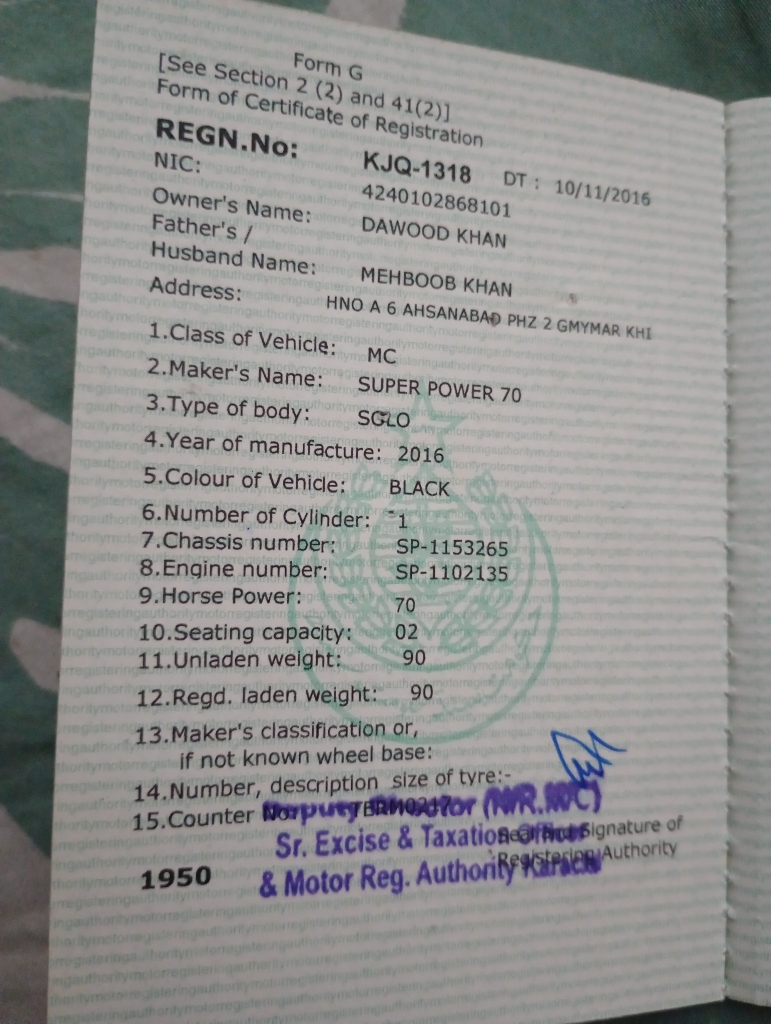 Form G
[See Section 2 (2) and 41(2)]
Form of Certificate of Registration
REGN.No: KJQ-1318 DT : 10/11/2016
NIC: 4240102868101
Owner's Name: DAWOOD KHAN
Father's /
Husband Name: MEHBOOB KHAN
Address: HNO A 6 AHSANABAD PHZ 2 GMYMAR KHI
1.Class of Vehicle: MC
2.Maker's Name: SUPER POWER 70
3.Type of body: SGLO
4.Year of manufacture: 2016
5.Colour of Vehicle: BLACK
6.Number of Cylinder: 1
7.Chassis number: SP-1153265
8.Engine number: SP-1102135
9.Horse Power: 70
10.Seating capacity: 02
11.Unladen weight: 90
12.Regd. laden weight: 90
13.Maker's classification or,
if not known wheel base:
14.Number, description size of tyre:-
15.Counter No:
Sr. Excise & Taxation
Signature of
Registering Authority
& Motor Reg. Authority Karachi
1950